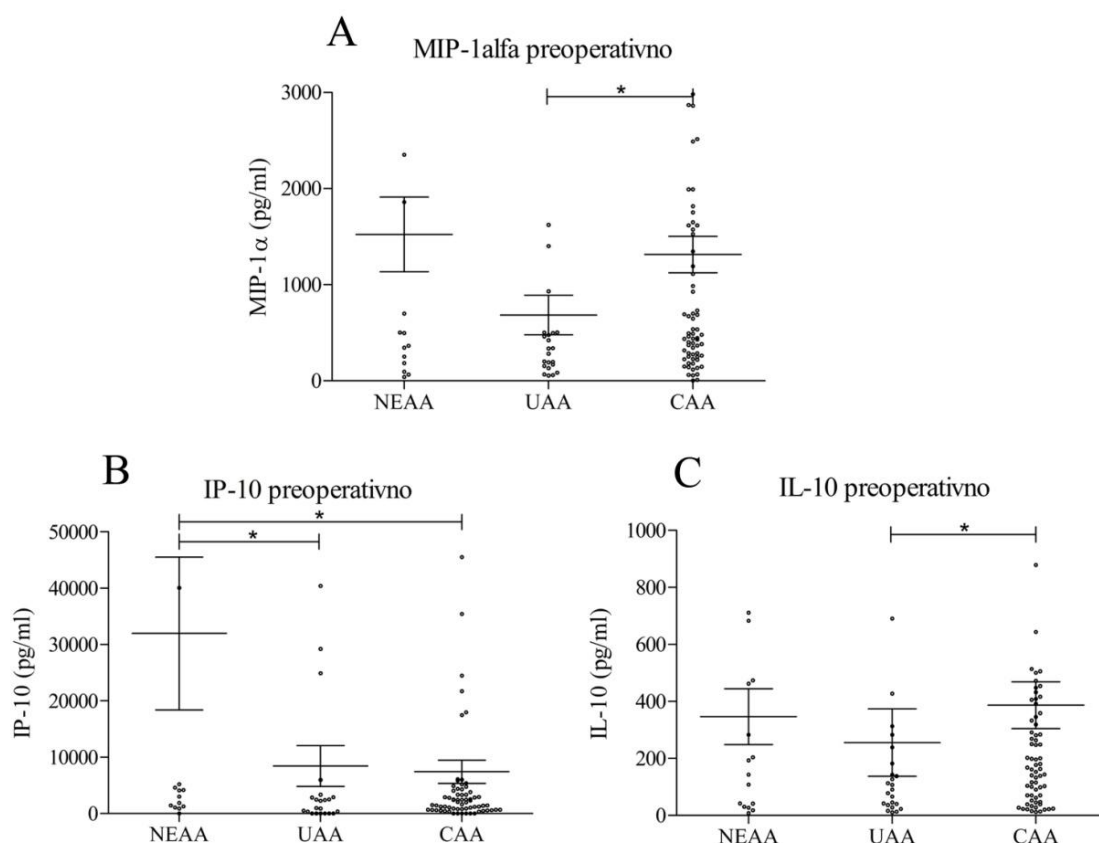 A
MIP-1alfa preoperativno
*
3000
2000
1000
0
MIP-1α (pg/ml)
NEAA UAA CAA
B
IP-10 preoperativno
*
*
50000
40000
30000
20000
10000
0
IP-10 (pg/ml)
NEAA UAA CAA
C
IL-10 preoperativno
*
1000
800
600
400
200
0
IL-10 (pg/ml)
NEAA UAA CAA